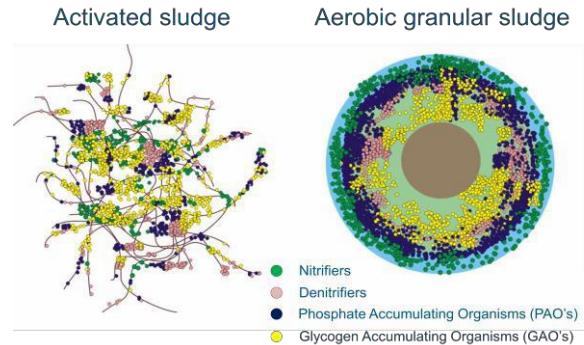 Activated sludge
Aerobic granular sludge
Nitrifiers
Denitrifiers
Phosphate Accumulating Organisms (PAO's)
Glycogen Accumulating Organisms (GAO's)